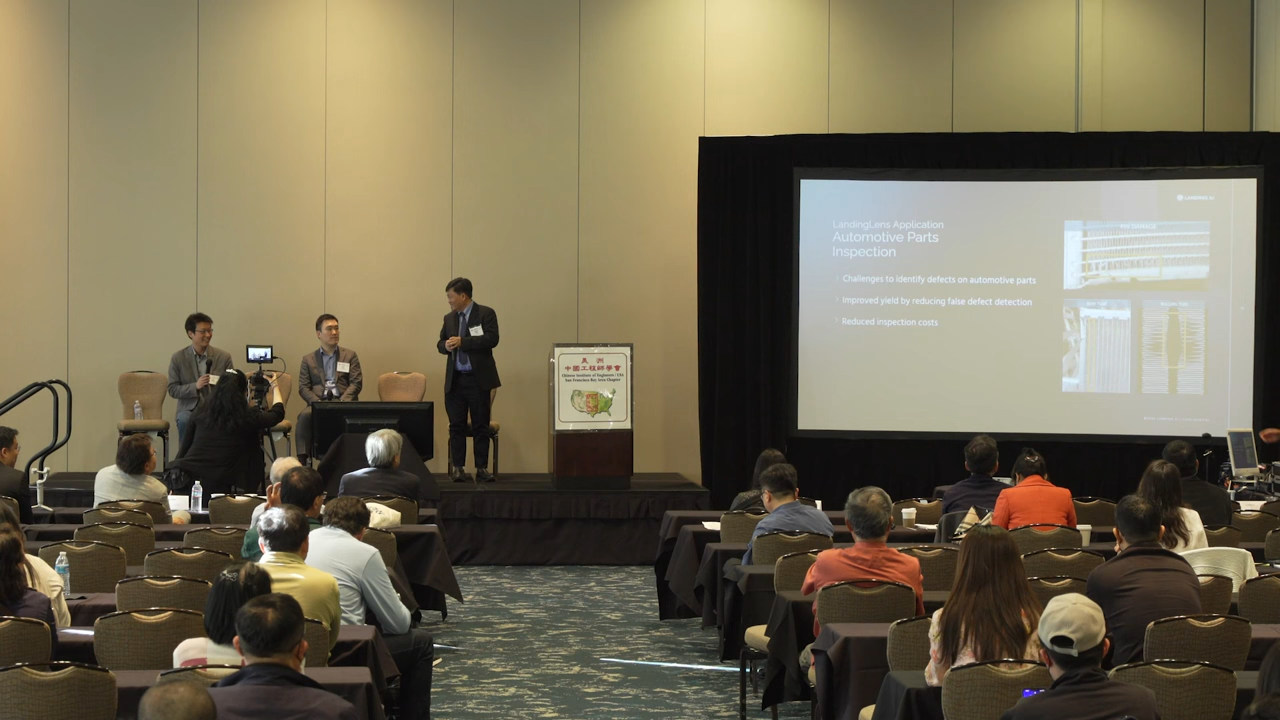 美 洲
中國工程師學會
Chinese Institute of Engineers / USA
San Francisco Bay Area Chapter
LANDING AI
LandingLens Application
Automotive Parts
Inspection
Challenges to identify defects on automotive parts
Improved yield by reducing false defect detection
Reduced inspection costs